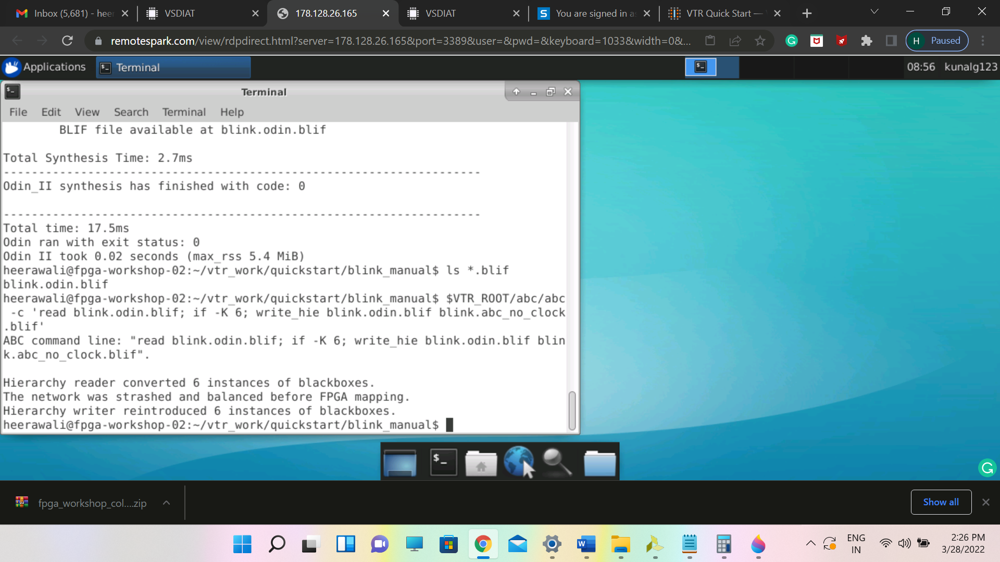 Inbox (5,681) - heer
VSDIAT
178.128.26.165
VSDIAT
S
You are signed in as
VTR Quick Start —
remotespark.com/view/rdpdirect.html?server=178.128.26.165&port=3389&user=&pwd=&keyboard=1033&width=0&...
H Paused
Applications
Terminal
08:56 kunalg123
Terminal
File Edit View Search Terminal Help
BLIF file available at blink.odin.blif
Total Synthesis Time: 2.7ms
--------------------------------------------------------------------
Odin_II synthesis has finished with code: 0
--------------------------------------------------------------------
Total time: 17.5ms
Odin ran with exit status: 0
Odin II took 0.02 seconds (max_rss 5.4 MiB)
heerawali@fpga-workshop-02:~/vtr_work/quickstart/blink_manual$ ls *.blif
blink.odin.blif
heerawali@fpga-workshop-02:~/vtr_work/quickstart/blink_manual$ $VTR_ROOT/abc/abc
-c 'read blink.odin.blif; if -K 6; write_hie blink.odin.blif blink.abc_no_clock
.blif'
ABC command line: "read blink.odin.blif; if -K 6; write_hie blink.odin.blif blin
k.abc_no_clock.blif".
Hierarchy reader converted 6 instances of blackboxes.
The network was strashed and balanced before FPGA mapping.
Hierarchy writer reintroduced 6 instances of blackboxes.
heerawali@fpga-workshop-02:~/vtr_work/quickstart/blink_manual$
$_
fpga_workshop_col....zip
Show all
W
ENG
IN
2:26 PM
3/28/2022